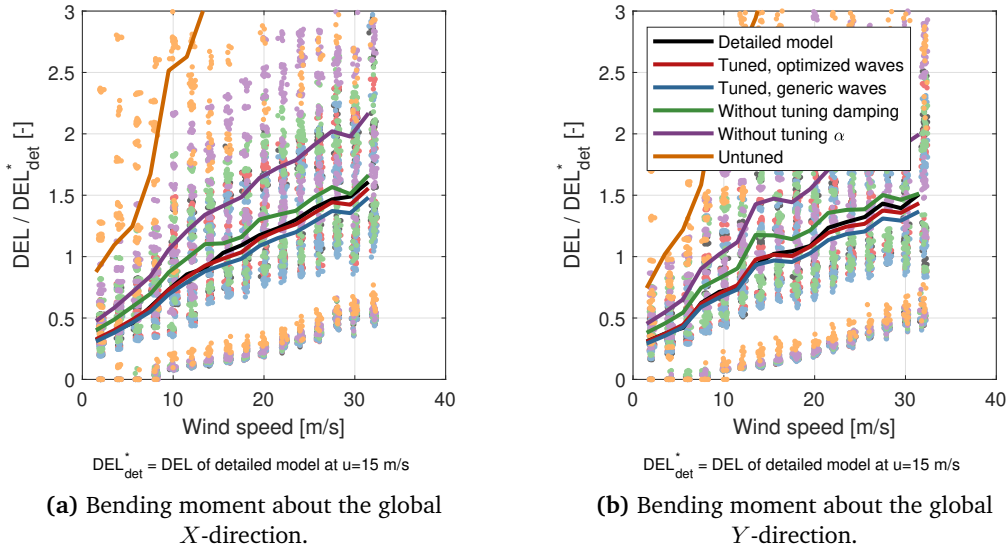 3
2.5
2
1.5
1
0.5
0
DEL / DEL*det [-]
0 10 20 30 40
Wind speed [m/s]
DEL*det = DEL of detailed model at u=15 m/s
(a) Bending moment about the global
X-direction.
3
2.5
2
1.5
1
0.5
0
DEL / DEL*det [-]
Detailed model
Tuned, optimized waves
Tuned, generic waves
Without tuning damping
Without tuning α
Untuned
0 10 20 30 40
Wind speed [m/s]
DEL*det = DEL of detailed model at u=15 m/s
(b) Bending moment about the global
Y-direction.